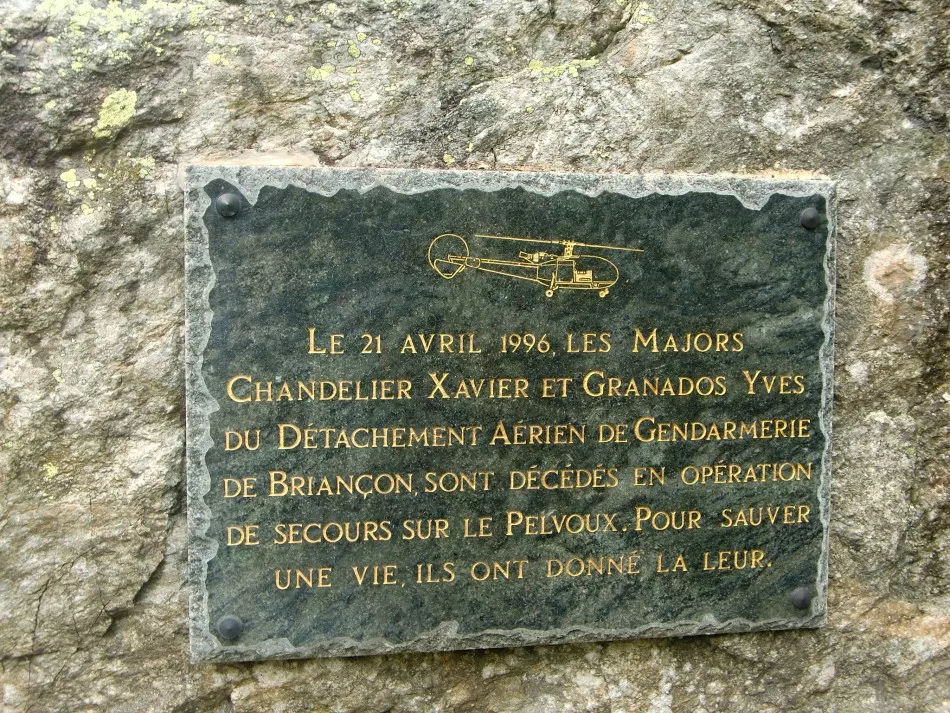 Le 21 avril 1996, les Majors
Chandelier Xavier et Granados Yves
du Détachement Aérien de Gendarmerie
de Briançon, sont décédés en opération
de secours sur le Pelvoux. Pour sauver
une vie, ils ont donné la leur.